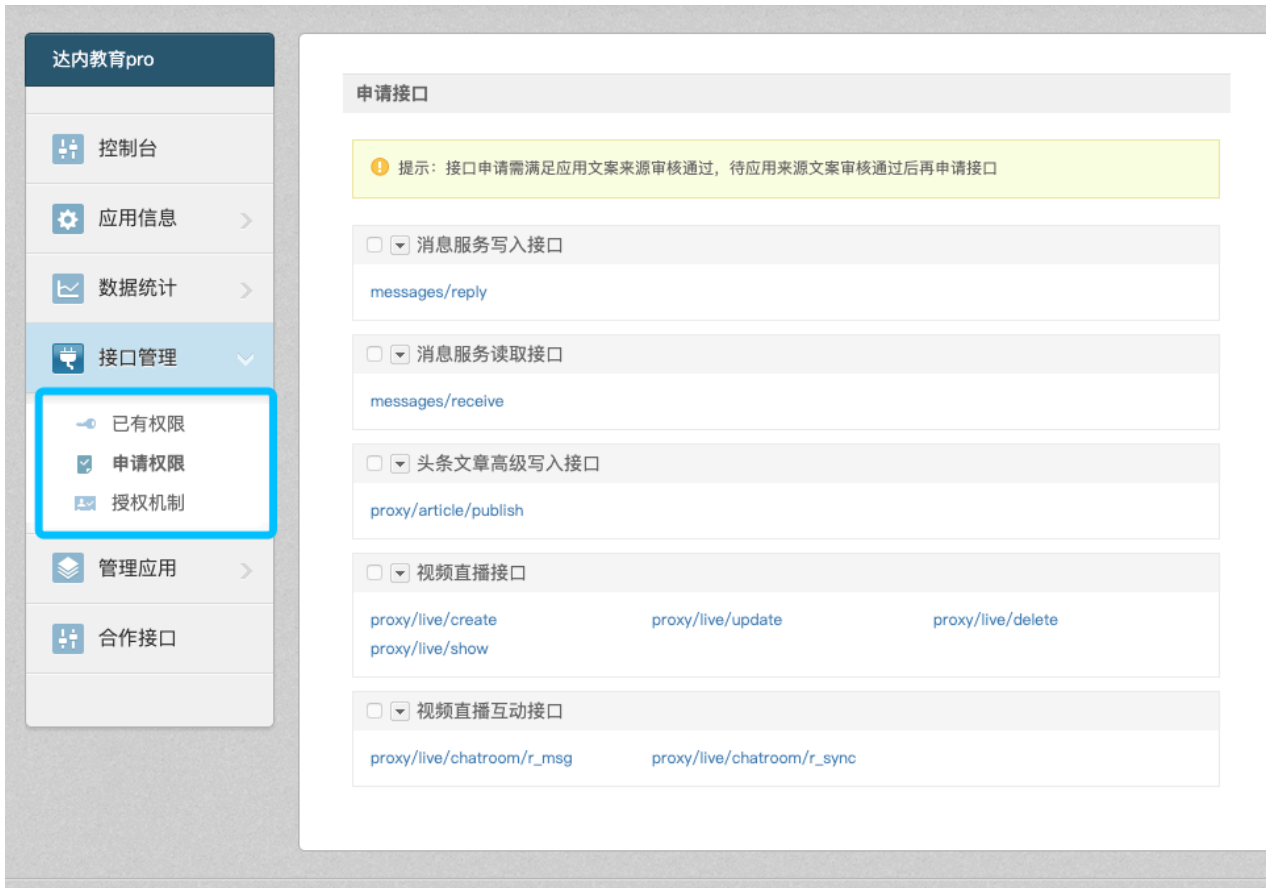 达内教育pro
控制台
应用信息
数据统计
接口管理
已有权限
申请权限
授权机制
管理应用
合作接口
申请接口
提示：接口申请需满足应用文案来源审核通过，待应用来源文案审核通过后再申请接口
消息服务写入接口
messages/reply
消息服务读取接口
messages/receive
头条文章高级写入接口
proxy/article/publish
视频直播接口
proxy/live/create proxy/live/update proxy/live/delete
proxy/live/show
视频直播互动接口
proxy/live/chatroom/r_msg proxy/live/chatroom/r_sync